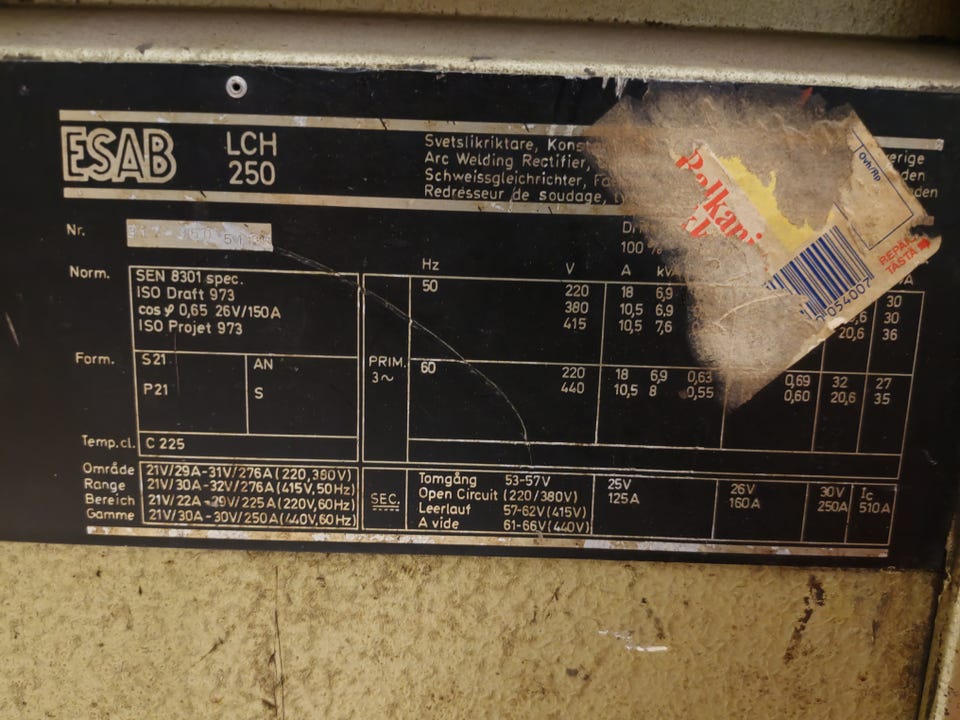 ESAB LCH 250
Svetslikriktare,
Arc Welding Rectifier,
Schweissgleichrichter,
Redresseur de soudage,
Nr.
100 %
Hz V A
Norm. SEN 8301 spec.
ISO Draft 973
cos φ 0,65 26V/150A
ISO Projet 973
Form. S21 AN
P21 S
Temp.cl. C 225
PRIM.
3~
50 220 18 6,9 30
380 10,5 6,9 30
415 10,5 7,6 20,6 36
60 220 18 6,9 0,63 0,69 32 27
440 10,5 8 0,55 0,60 20,6 35
Område 21V/29A-31V/276A (220,380V)
Range 21V/30A-32V/276A (415V,50Hz)
Bereich 21V/22A-29V/225A (220V,60Hz)
Gamme 21V/30A-30V/250A (440V,60Hz)
SEC.
Tomgång 53-57V
Open Circuit (220/380V)
Leerlauf 57-62V (415V)
A vide 61-66V (440V)
25V
125A
26V
160A
30V
250A
Ic
510A
Ovh/Rp
REPÄ
TASTA
054007